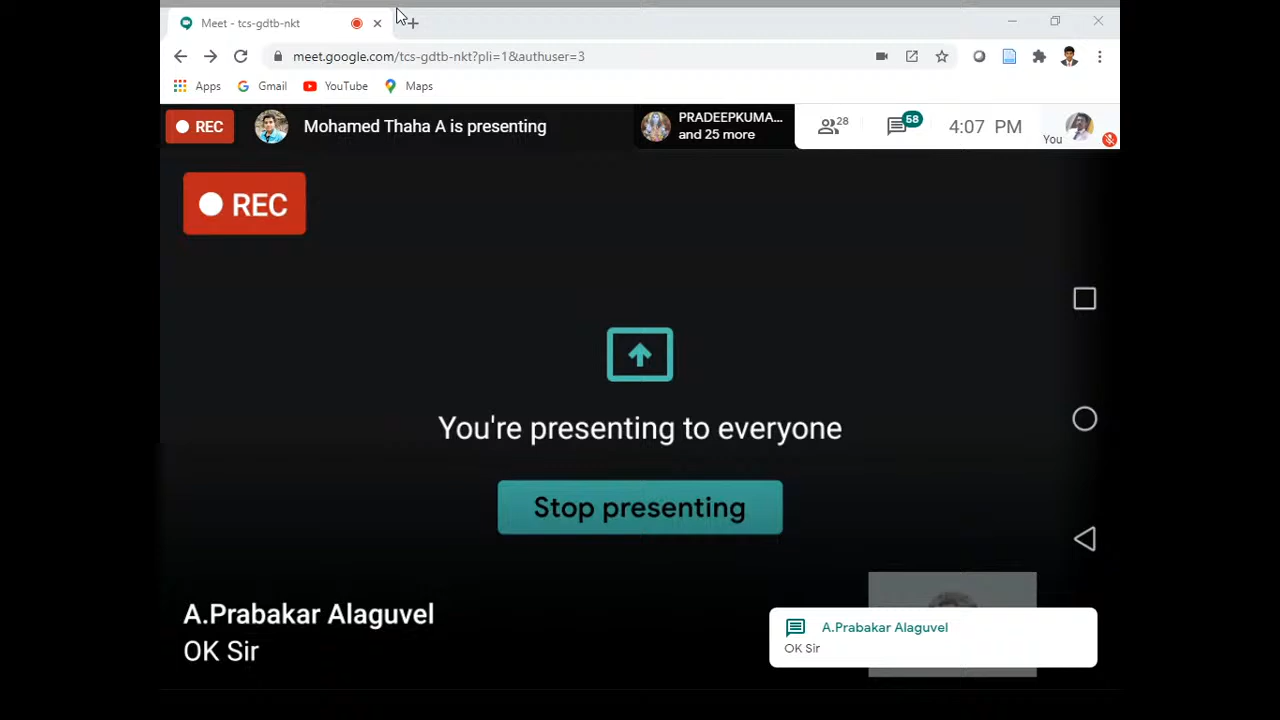 Meet - tcs-gdtb-nkt
meet.google.com/tcs-gdtb-nkt?pli=1&authuser=3
Apps Gmail YouTube Maps
REC
Mohamed Thaha A is presenting
PRADEEPKUMA...
and 25 more
28
58
4:07 PM
You
REC
You're presenting to everyone
Stop presenting
A.Prabakar Alaguvel
OK Sir
A.Prabakar Alaguvel
OK Sir